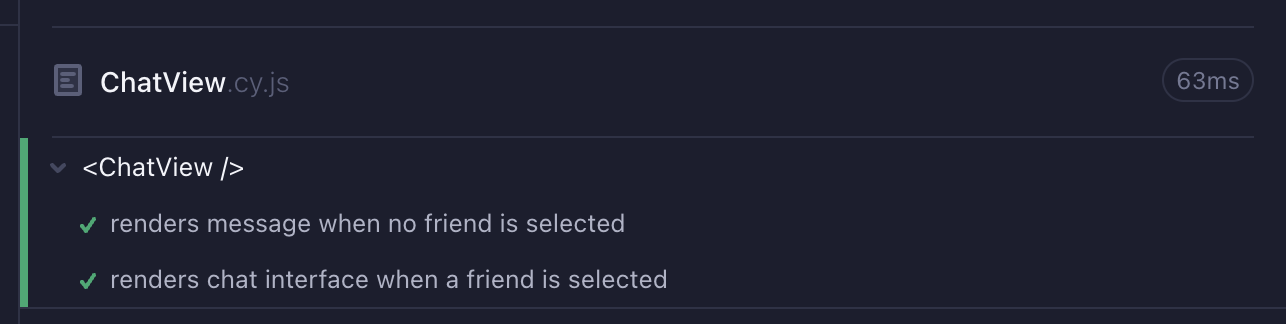 ChatView.cy.js 63ms
<ChatView />
renders message when no friend is selected
renders chat interface when a friend is selected